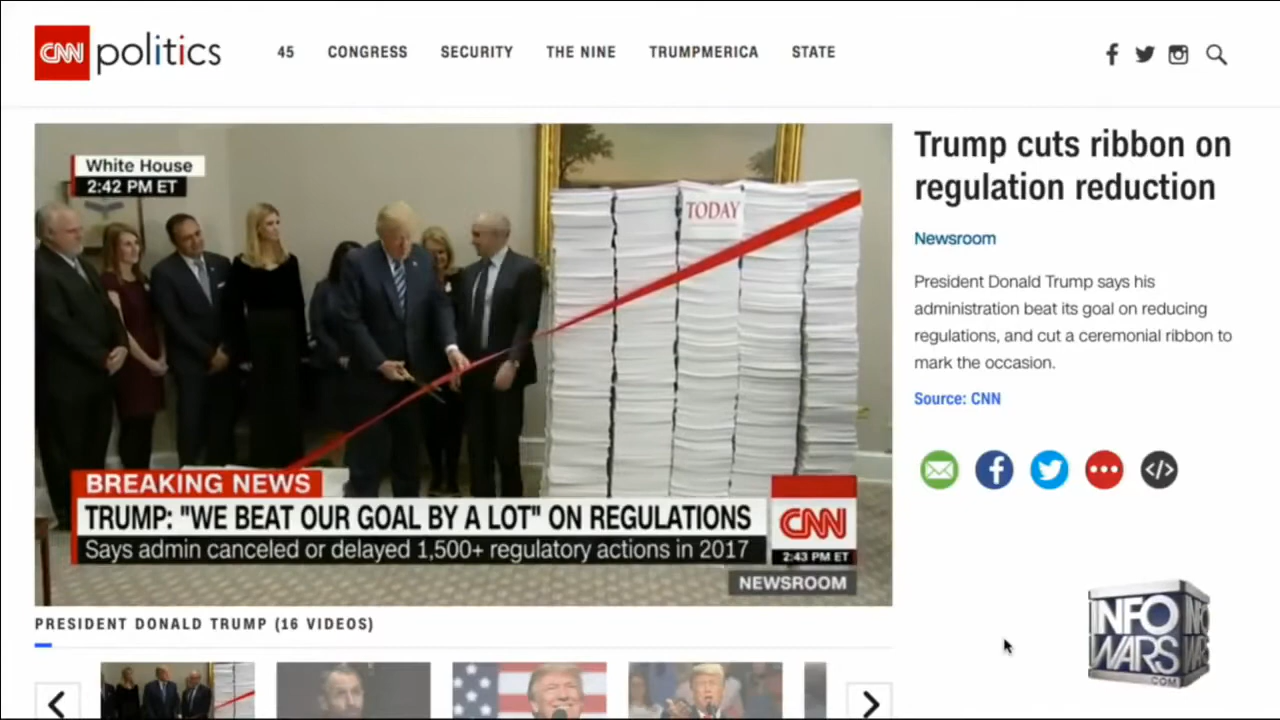 CNN politics
45 CONGRESS SECURITY THE NINE TRUMPMERICA STATE
White House
2:42 PM ET
TODAY
BREAKING NEWS
TRUMP: "WE BEAT OUR GOAL BY A LOT" ON REGULATIONS
Says admin canceled or delayed 1,500+ regulatory actions in 2017
CNN
2:43 PM ET
NEWSROOM
Trump cuts ribbon on
regulation reduction
Newsroom
President Donald Trump says his
administration beat its goal on reducing
regulations, and cut a ceremonial ribbon to
mark the occasion.
Source: CNN
PRESIDENT DONALD TRUMP (16 VIDEOS)
INFO
WARS
.COM